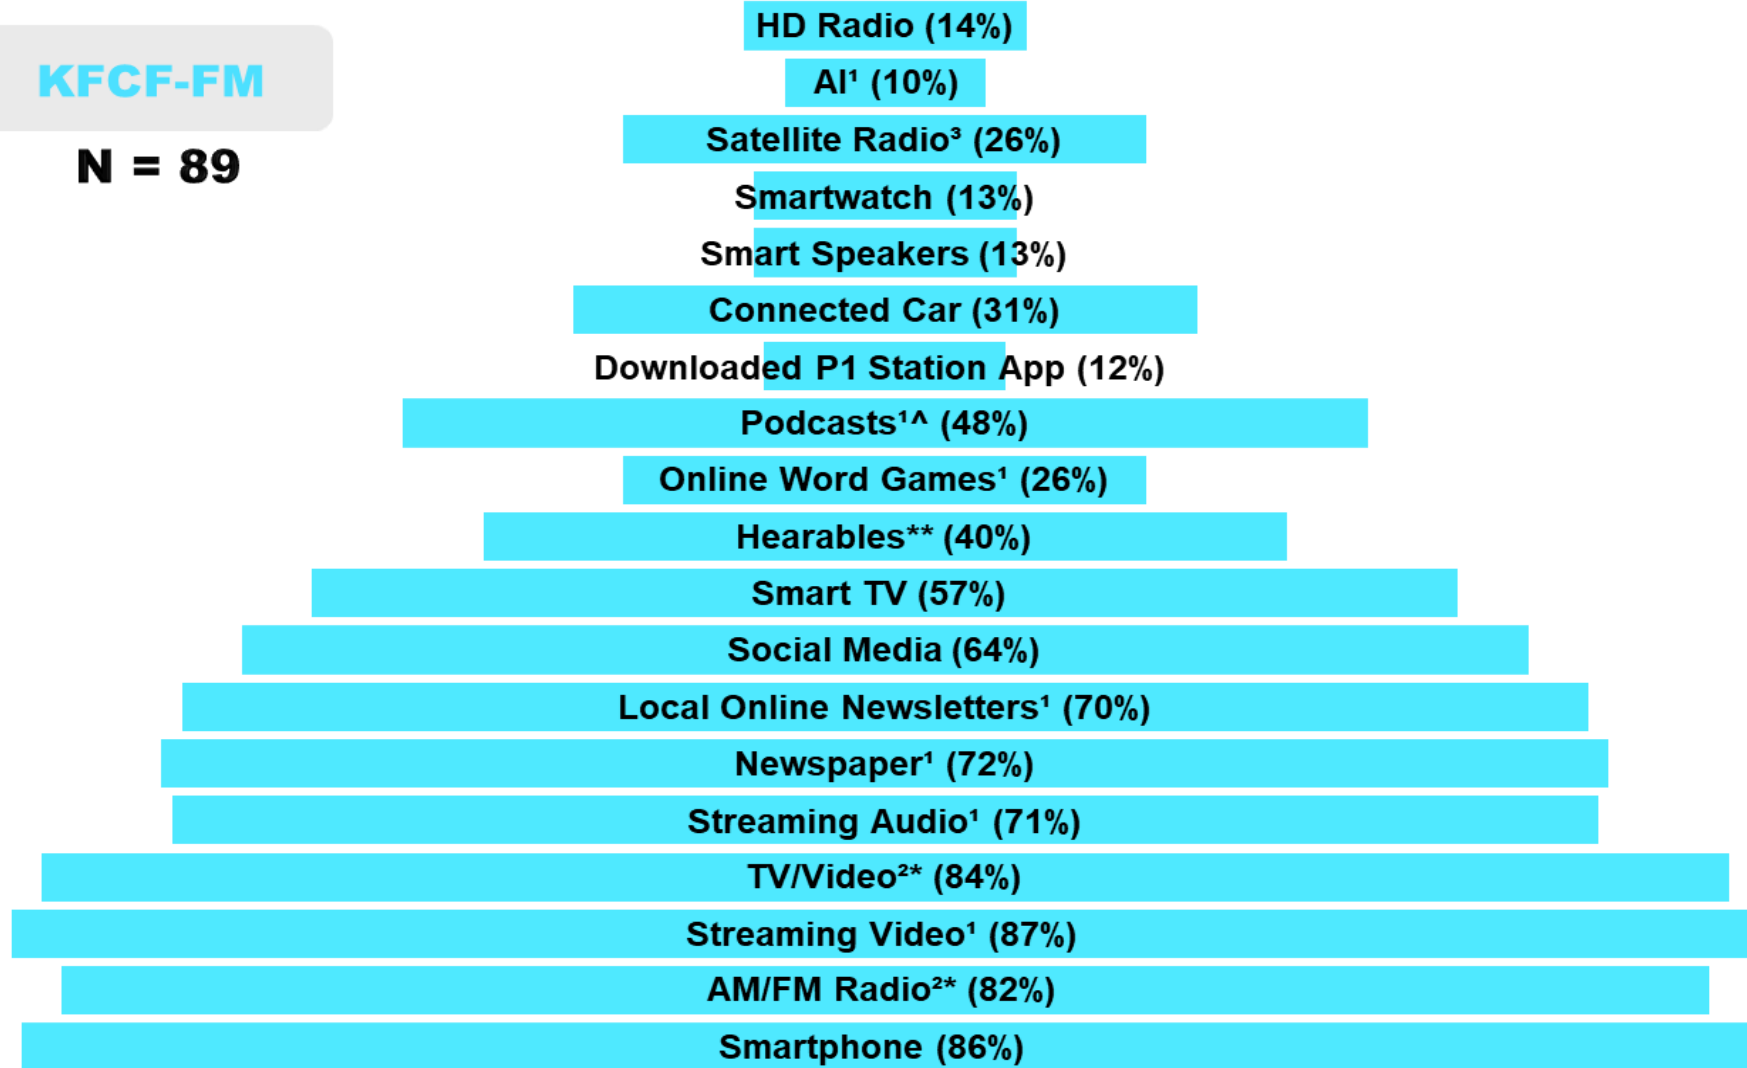 HD Radio (14%)
KFCF-FM
AI¹ (10%)
Satellite Radio³ (26%)
N = 89
Smartwatch (13%)
Smart Speakers (13%)
Connected Car (31%)
Downloaded P1 Station App (12%)
Podcasts¹^ (48%)
Online Word Games¹ (26%)
Hearables** (40%)
Smart TV (57%)
Social Media (64%)
Local Online Newsletters¹ (70%)
Newspaper¹ (72%)
Streaming Audio¹ (71%)
TV/Video²* (84%)
Streaming Video¹ (87%)
AM/FM Radio²* (82%)
Smartphone (86%)